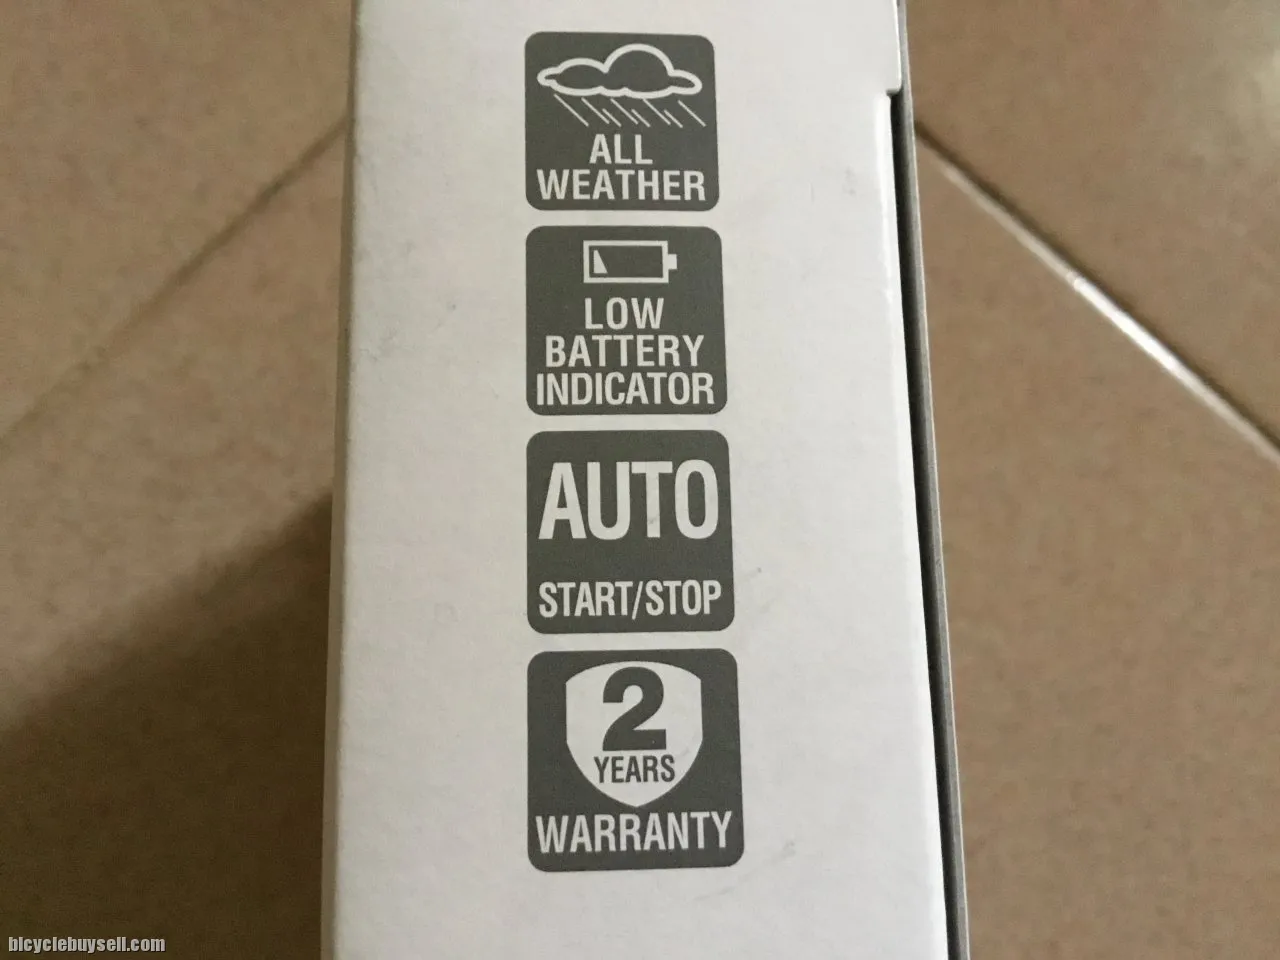 ALL
WEATHER
LOW
BATTERY
INDICATOR
AUTO
START/STOP
2
YEARS
WARRANTY
bicyclebuysell.com